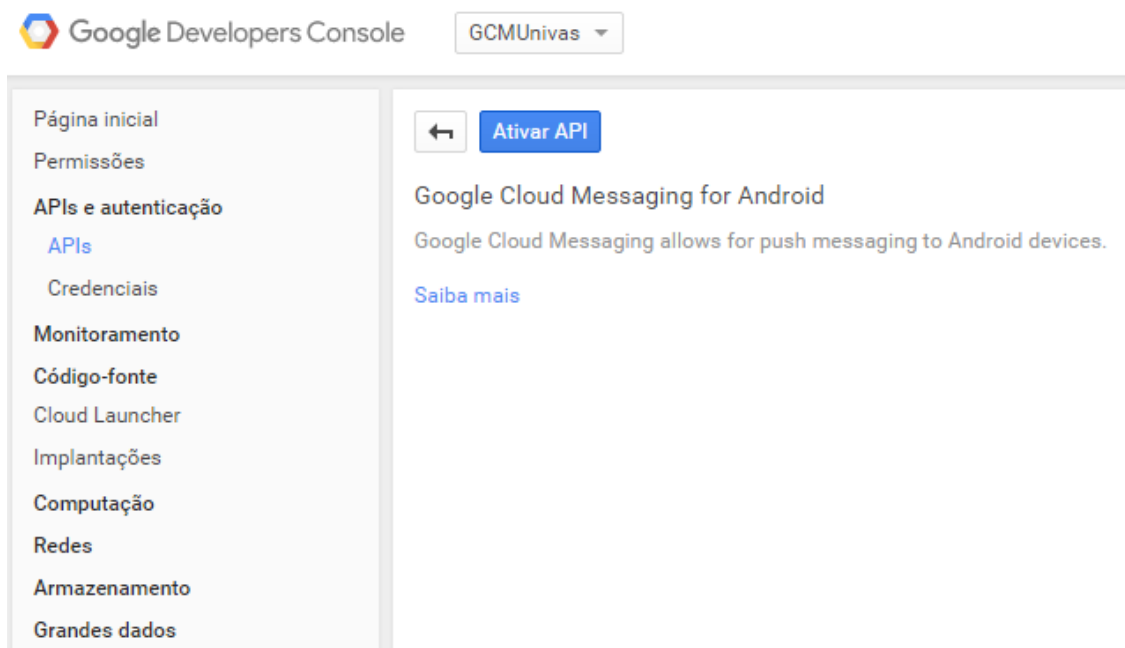 Google Developers Console
GCMUnivas
Página inicial
Permissões
APIs e autenticação
APIs
Credenciais
Monitoramento
Código-fonte
Cloud Launcher
Implantações
Computação
Redes
Armazenamento
Grandes dados
Ativar API
Google Cloud Messaging for Android
Google Cloud Messaging allows for push messaging to Android devices.
Saiba mais